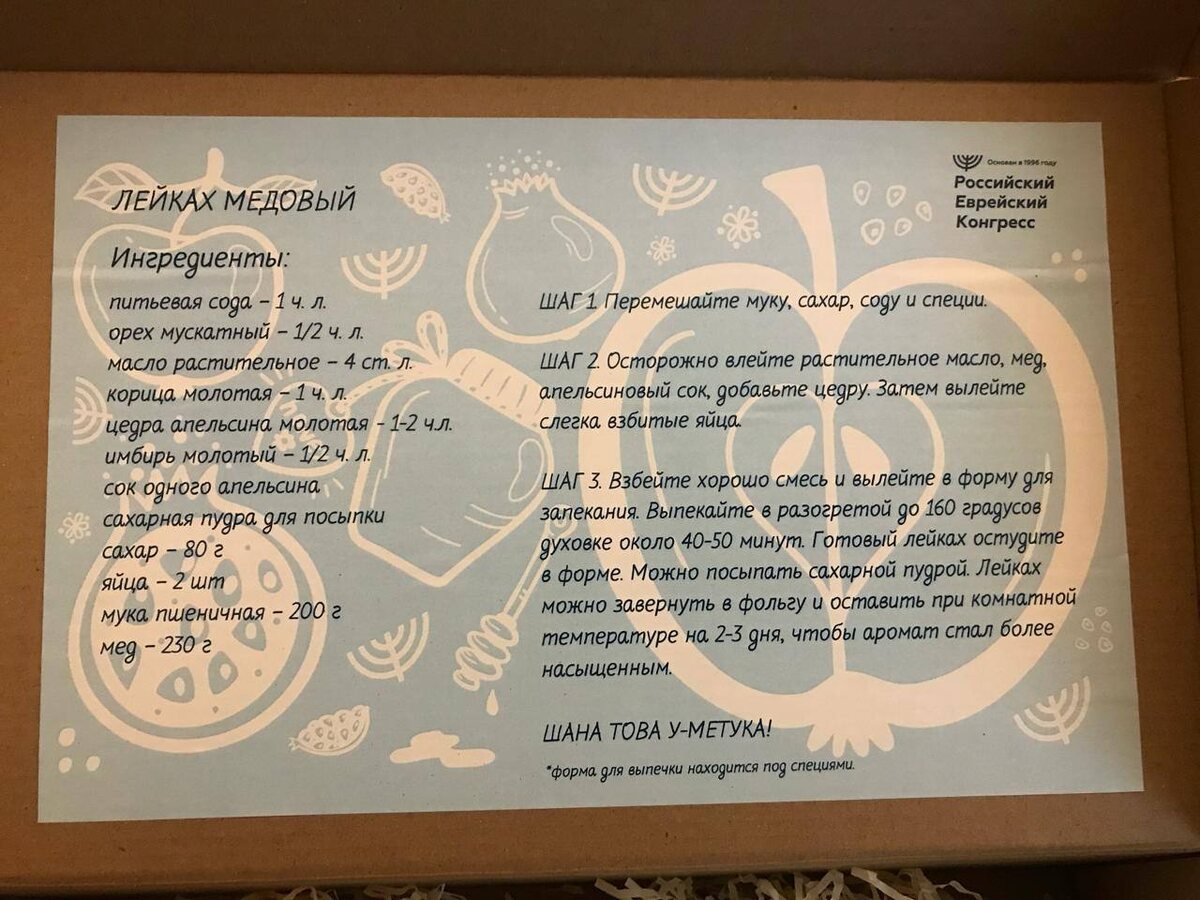 ЛЕЙКАХ МЕДОВЫЙ
Ингредиенты:
питьевая сода – 1 ч. л.
орех мускатный – 1/2 ч. л.
масло растительное – 4 ст. л.
корица молотая – 1 ч. л.
цедра апельсина молотая - 1-2 ч.л.
имбирь молотый – 1/2 ч. л.
сок одного апельсина
сахарная пудра для посыпки
сахар – 80 г
яйца – 2 шт
мука пшеничная – 200 г
мед – 230 г
Основан в 1996 году
Российский
Еврейский
Конгресс
ШАГ 1. Перемешайте муку, сахар, соду и специи.
ШАГ 2. Осторожно влейте растительное масло, мед,
апельсиновый сок, добавьте цедру. Затем вылейте
слегка взбитые яйца.
ШАГ 3. Взбейте хорошо смесь и вылейте в форму для
запекания. Выпекайте в разогретой до 160 градусов
духовке около 40-50 минут. Готовый лейках остудите
в форме. Можно посыпать сахарной пудрой. Лейках
можно завернуть в фольгу и оставить при комнатной
температуре на 2-3 дня, чтобы аромат стал более
насыщенным.
ШАНА ТОВА У-МЕТУКА!
*форма для выпечки находится под специями.